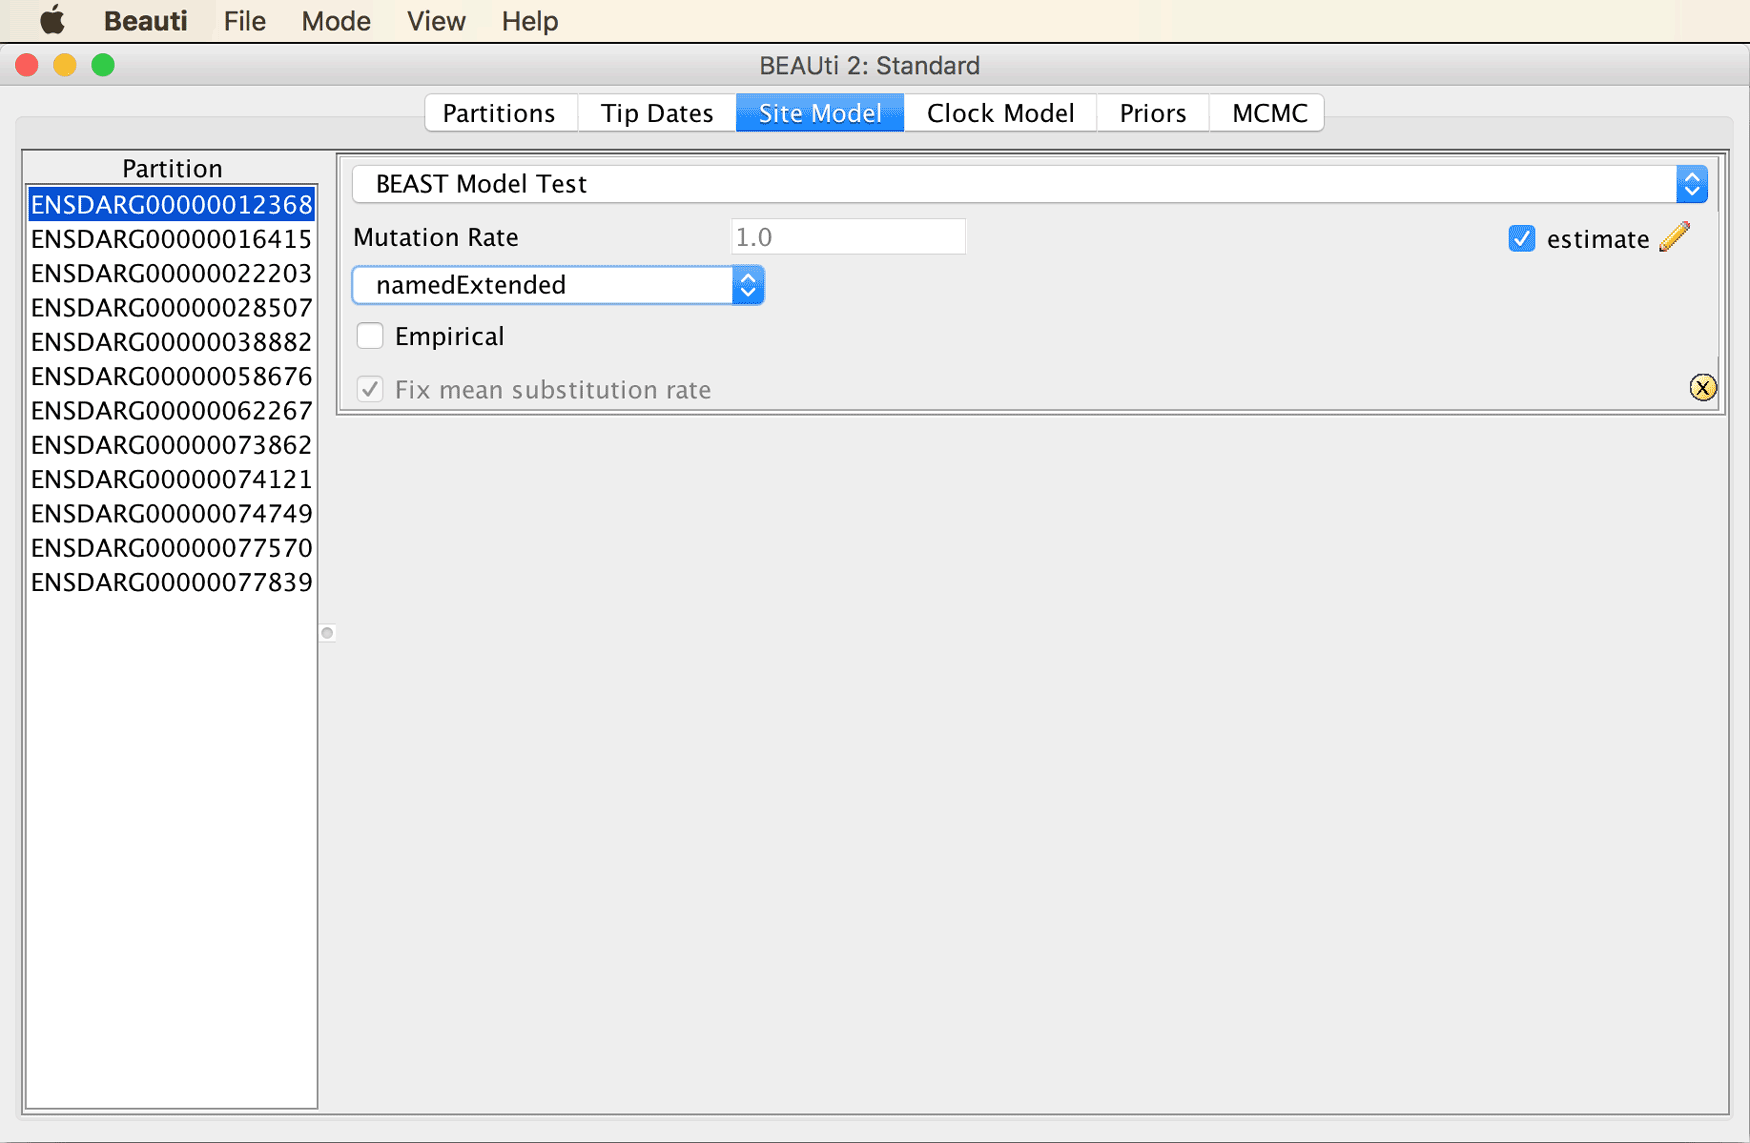 Beauti File Mode View Help
BEAUti 2: Standard
Partitions Tip Dates Site Model Clock Model Priors MCMC
Partition
ENSDARG00000012368
ENSDARG00000016415
ENSDARG00000022203
ENSDARG00000028507
ENSDARG00000038882
ENSDARG00000058676
ENSDARG00000062267
ENSDARG00000073862
ENSDARG00000074121
ENSDARG00000074749
ENSDARG00000077570
ENSDARG00000077839
BEAST Model Test
Mutation Rate 1.0 estimate
namedExtended
Empirical
Fix mean substitution rate